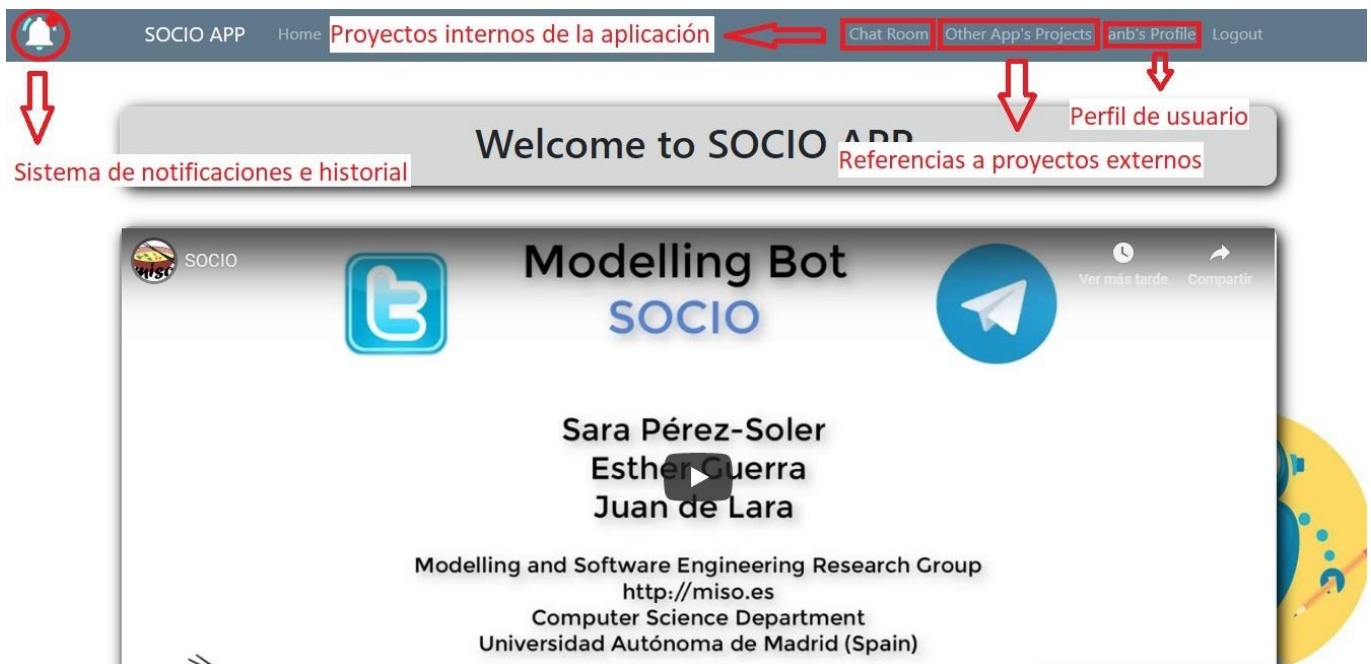 SOCIO APP Home Proyectos internos de la aplicación Chat Room Other App's Projects anb's Profile Logout
Perfil de usuario
Welcome to SOCIO APP
Referencias a proyectos externos
Sistema de notificaciones e historial
miso SOCIO
Modelling Bot
SOCIO
Ver más tarde Compartir
Sara Pérez-Soler
Esther Guerra
Juan de Lara
Modelling and Software Engineering Research Group
http://miso.es
Computer Science Department
Universidad Autónoma de Madrid (Spain)